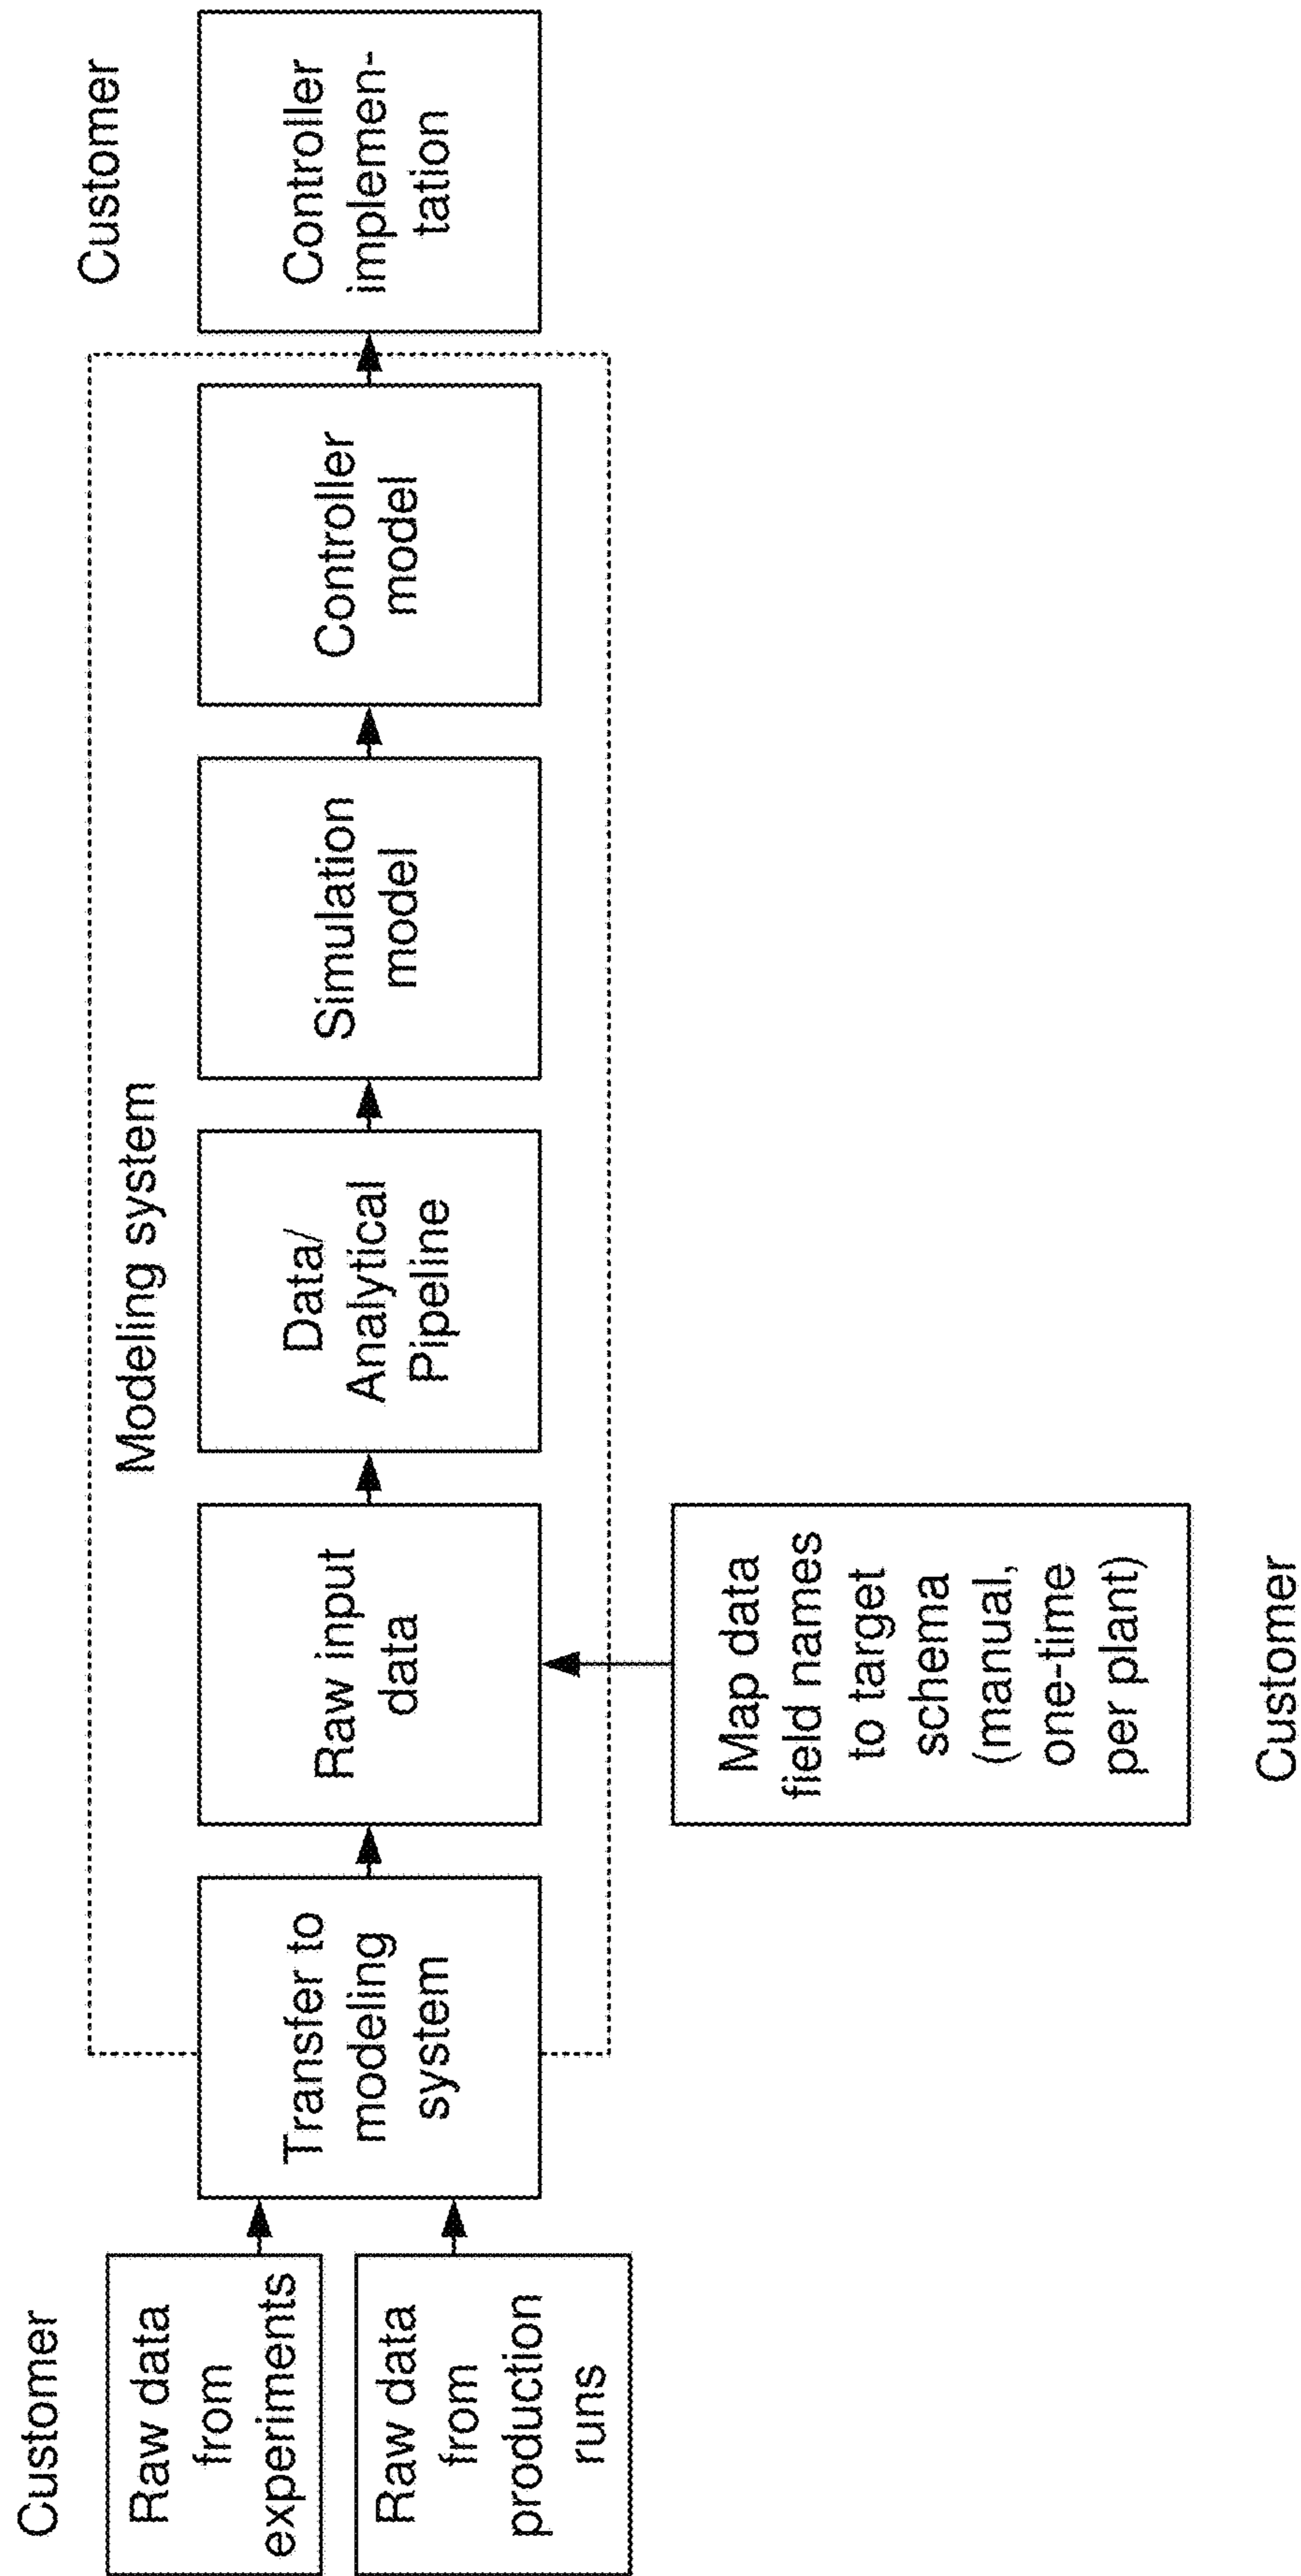 Customer
Raw data
from
experiments
Raw data
from
production
runs
Transfer to
modeling
system
Modeling system
Raw input
data
Map data
field names
to target
schema
(manual,
one-time
per plant)
Customer
Data/
Analytical
Pipeline
Simulation
model
Controller
model
Customer
Controller
implemen-
tation